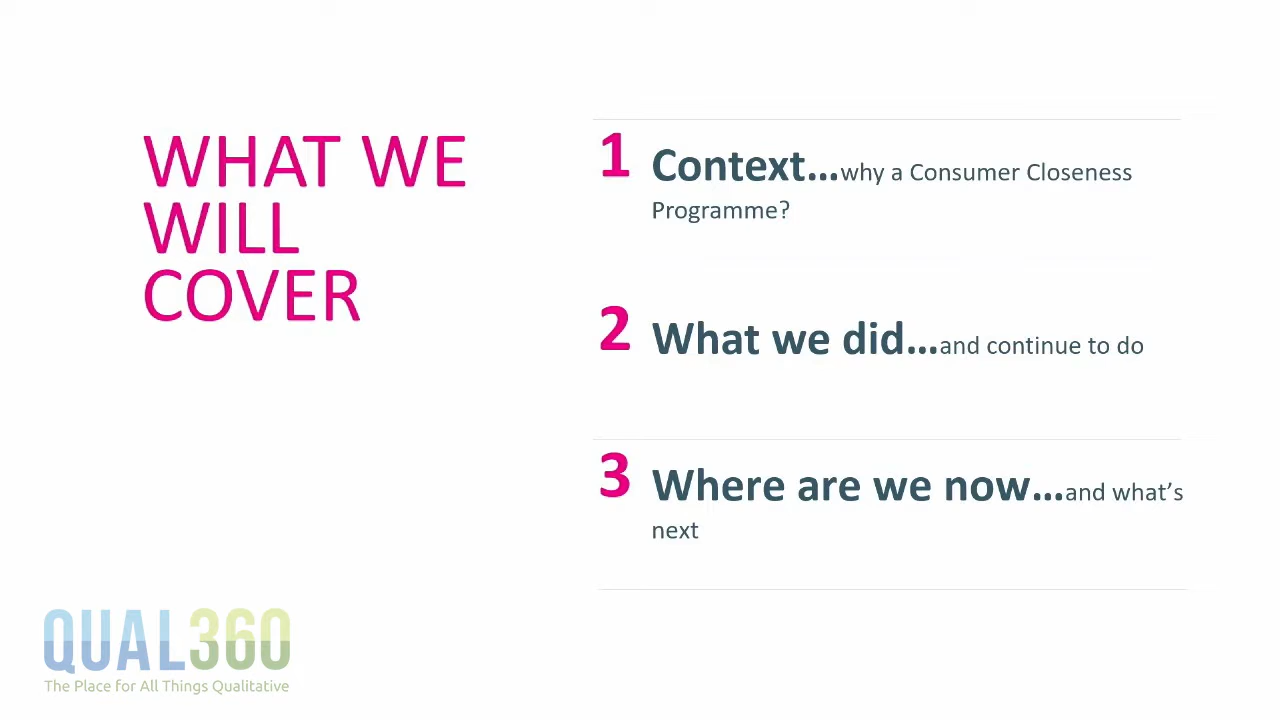 WHAT WE
WILL
COVER
1 Context...why a Consumer Closeness
Programme?
2 What we did...and continue to do
3 Where are we now...and what’s
next
QUAL360
The Place for All Things Qualitative